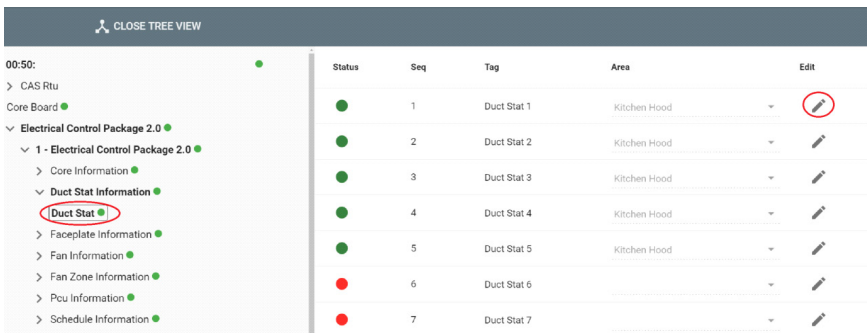 CLOSE TREE VIEW
00:50:
CAS Rtu
Core Board
Electrical Control Package 2.0
1 - Electrical Control Package 2.0
Core Information
Duct Stat Information
Duct Stat
Faceplate Information
Fan Information
Fan Zone Information
Pcu Information
Schedule Information
Status Seq Tag Area Edit
1 Duct Stat 1 Kitchen Hood
2 Duct Stat 2 Kitchen Hood
3 Duct Stat 3 Kitchen Hood
4 Duct Stat 4 Kitchen Hood
5 Duct Stat 5 Kitchen Hood
6 Duct Stat 6
7 Duct Stat 7